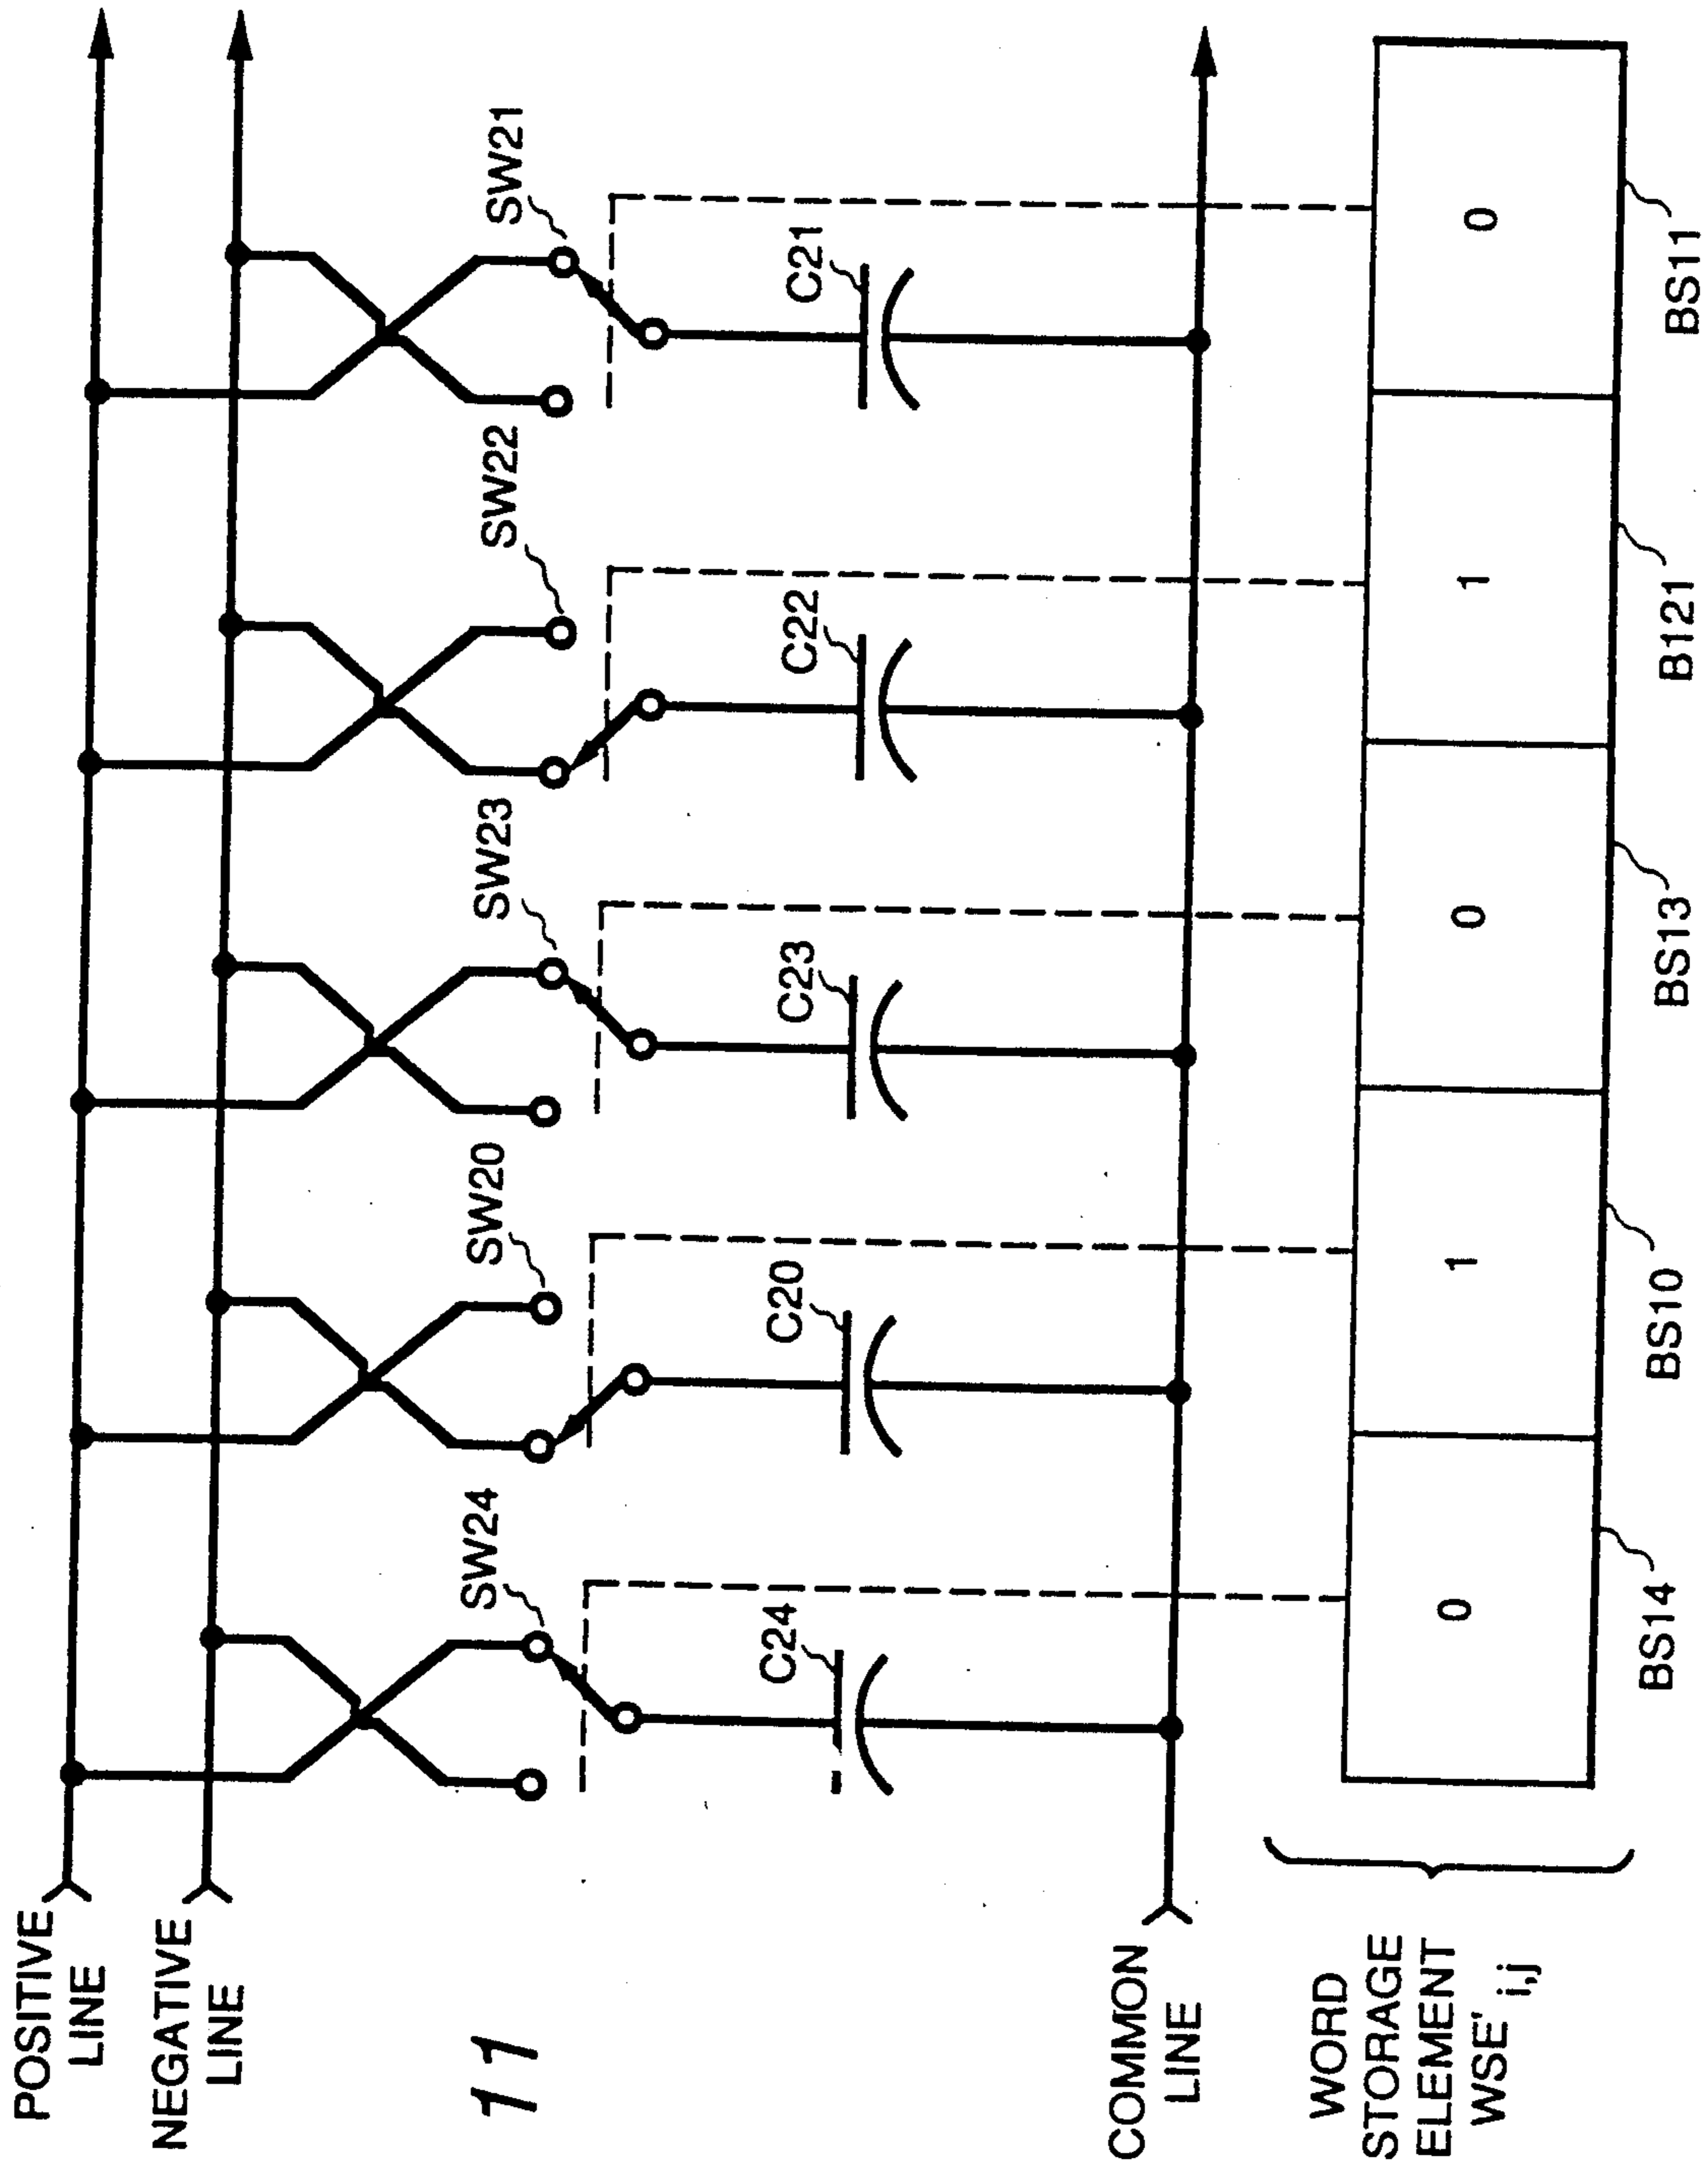 POSITIVE
LINE
NEGATIVE
LINE
SW24
SW20
SW23
SW22
SW21
11
C24
C20
C23
C22
C21
COMMON
LINE
WORD
STORAGE
ELEMENT
WSE' i,j
0
1
0
1
0
BS14
BS10
BS13
B121
BS11